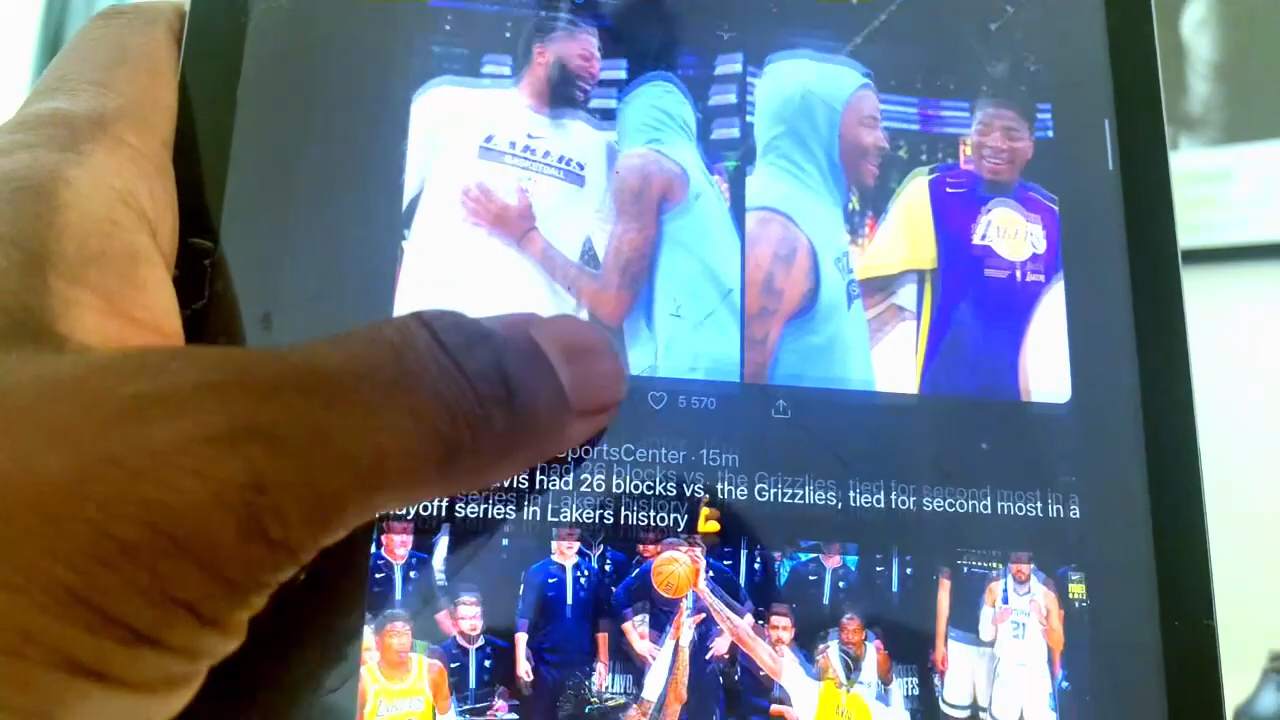 LAKERS
BASKETBALL
LAKERS
5 570
SportsCenter · 15m
had 26 blocks vs. the Grizzlies, tied for second most in a
playoff series in Lakers history 💪
21